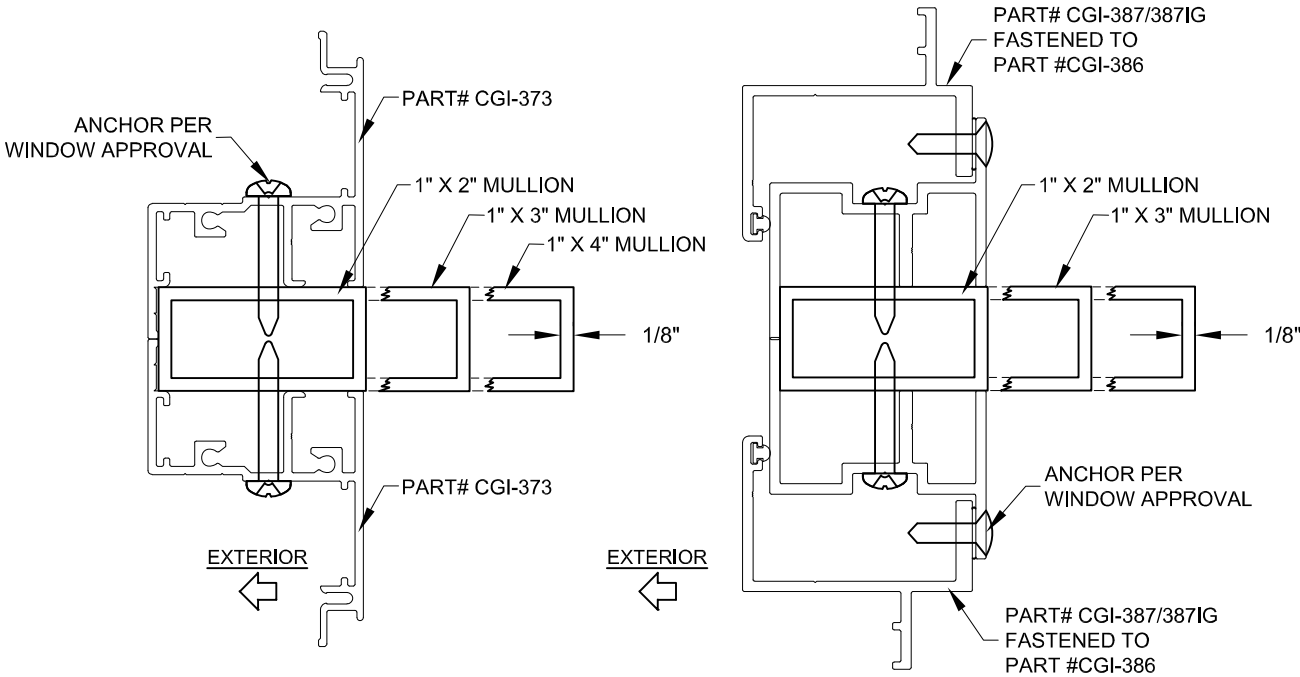 PART# CGI-373
ANCHOR PER
WINDOW APPROVAL
1" X 2" MULLION
1" X 3" MULLION
1" X 4" MULLION
1/8"
PART# CGI-373
EXTERIOR
PART# CGI-387/387IG
FASTENED TO
PART #CGI-386
1" X 2" MULLION
1" X 3" MULLION
1/8"
ANCHOR PER
WINDOW APPROVAL
EXTERIOR
PART# CGI-387/387IG
FASTENED TO
PART #CGI-386